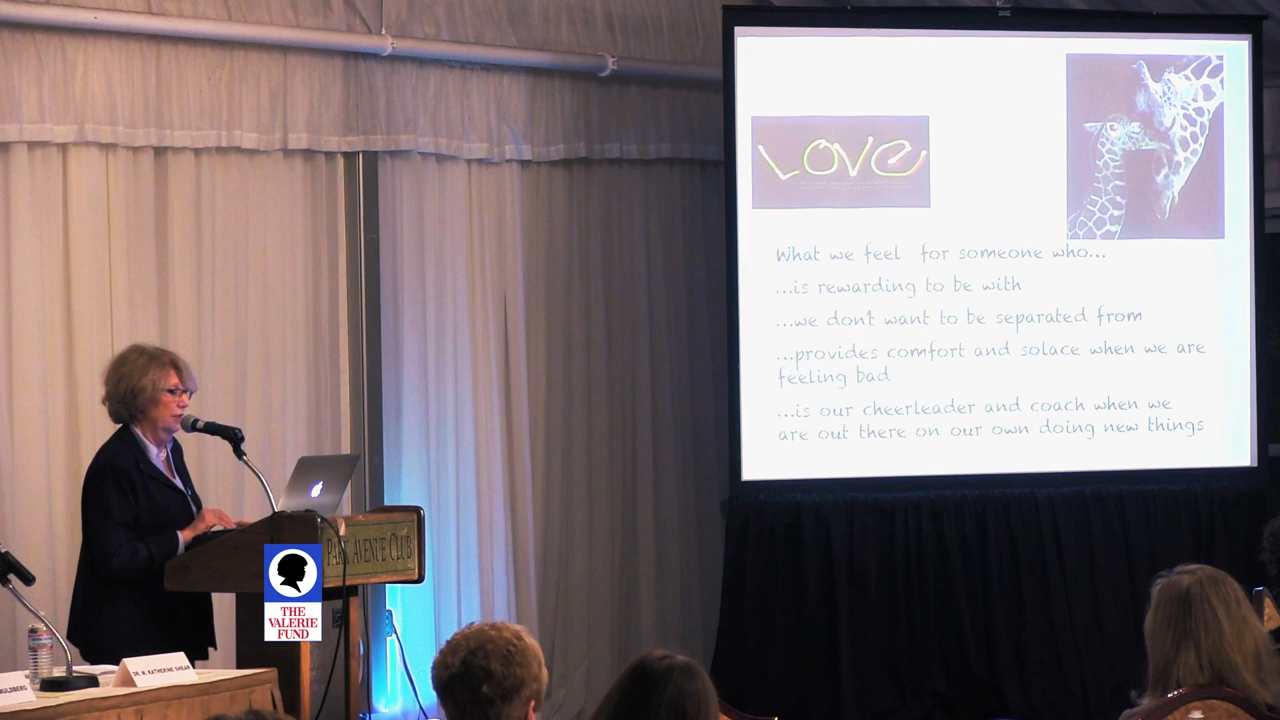 LOVE
What we feel for someone who...
...is rewarding to be with
...we don't want to be separated from
...provides comfort and solace when we are
feeling bad
...is our cheerleader and coach when we
are out there on our own doing new things
PARK AVENUE CLUB
THE
VALERIE
FUND
DR. M. KATHERINE SHEAR
MULDBERG